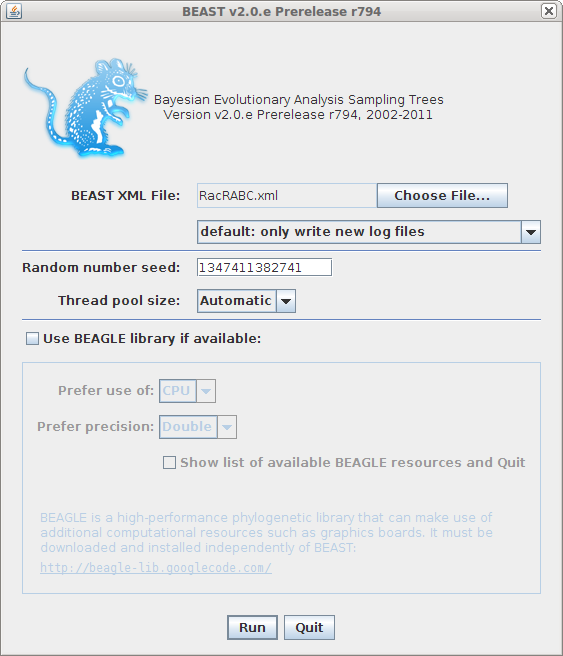 BEAST v2.0.e Prerelease r794
Bayesian Evolutionary Analysis Sampling Trees
Version v2.0.e Prerelease r794, 2002-2011
BEAST XML File: RacRABC.xml Choose File...
default: only write new log files
Random number seed: 1347411382741
Thread pool size: Automatic
Use BEAGLE library if available:
Prefer use of: CPU
Prefer precision: Double
Show list of available BEAGLE resources and Quit
BEAGLE is a high-performance phylogenetic library that can make use of
additional computational resources such as graphics boards. It must be
downloaded and installed independently of BEAST:
http://beagle-lib.googlecode.com/
Run Quit